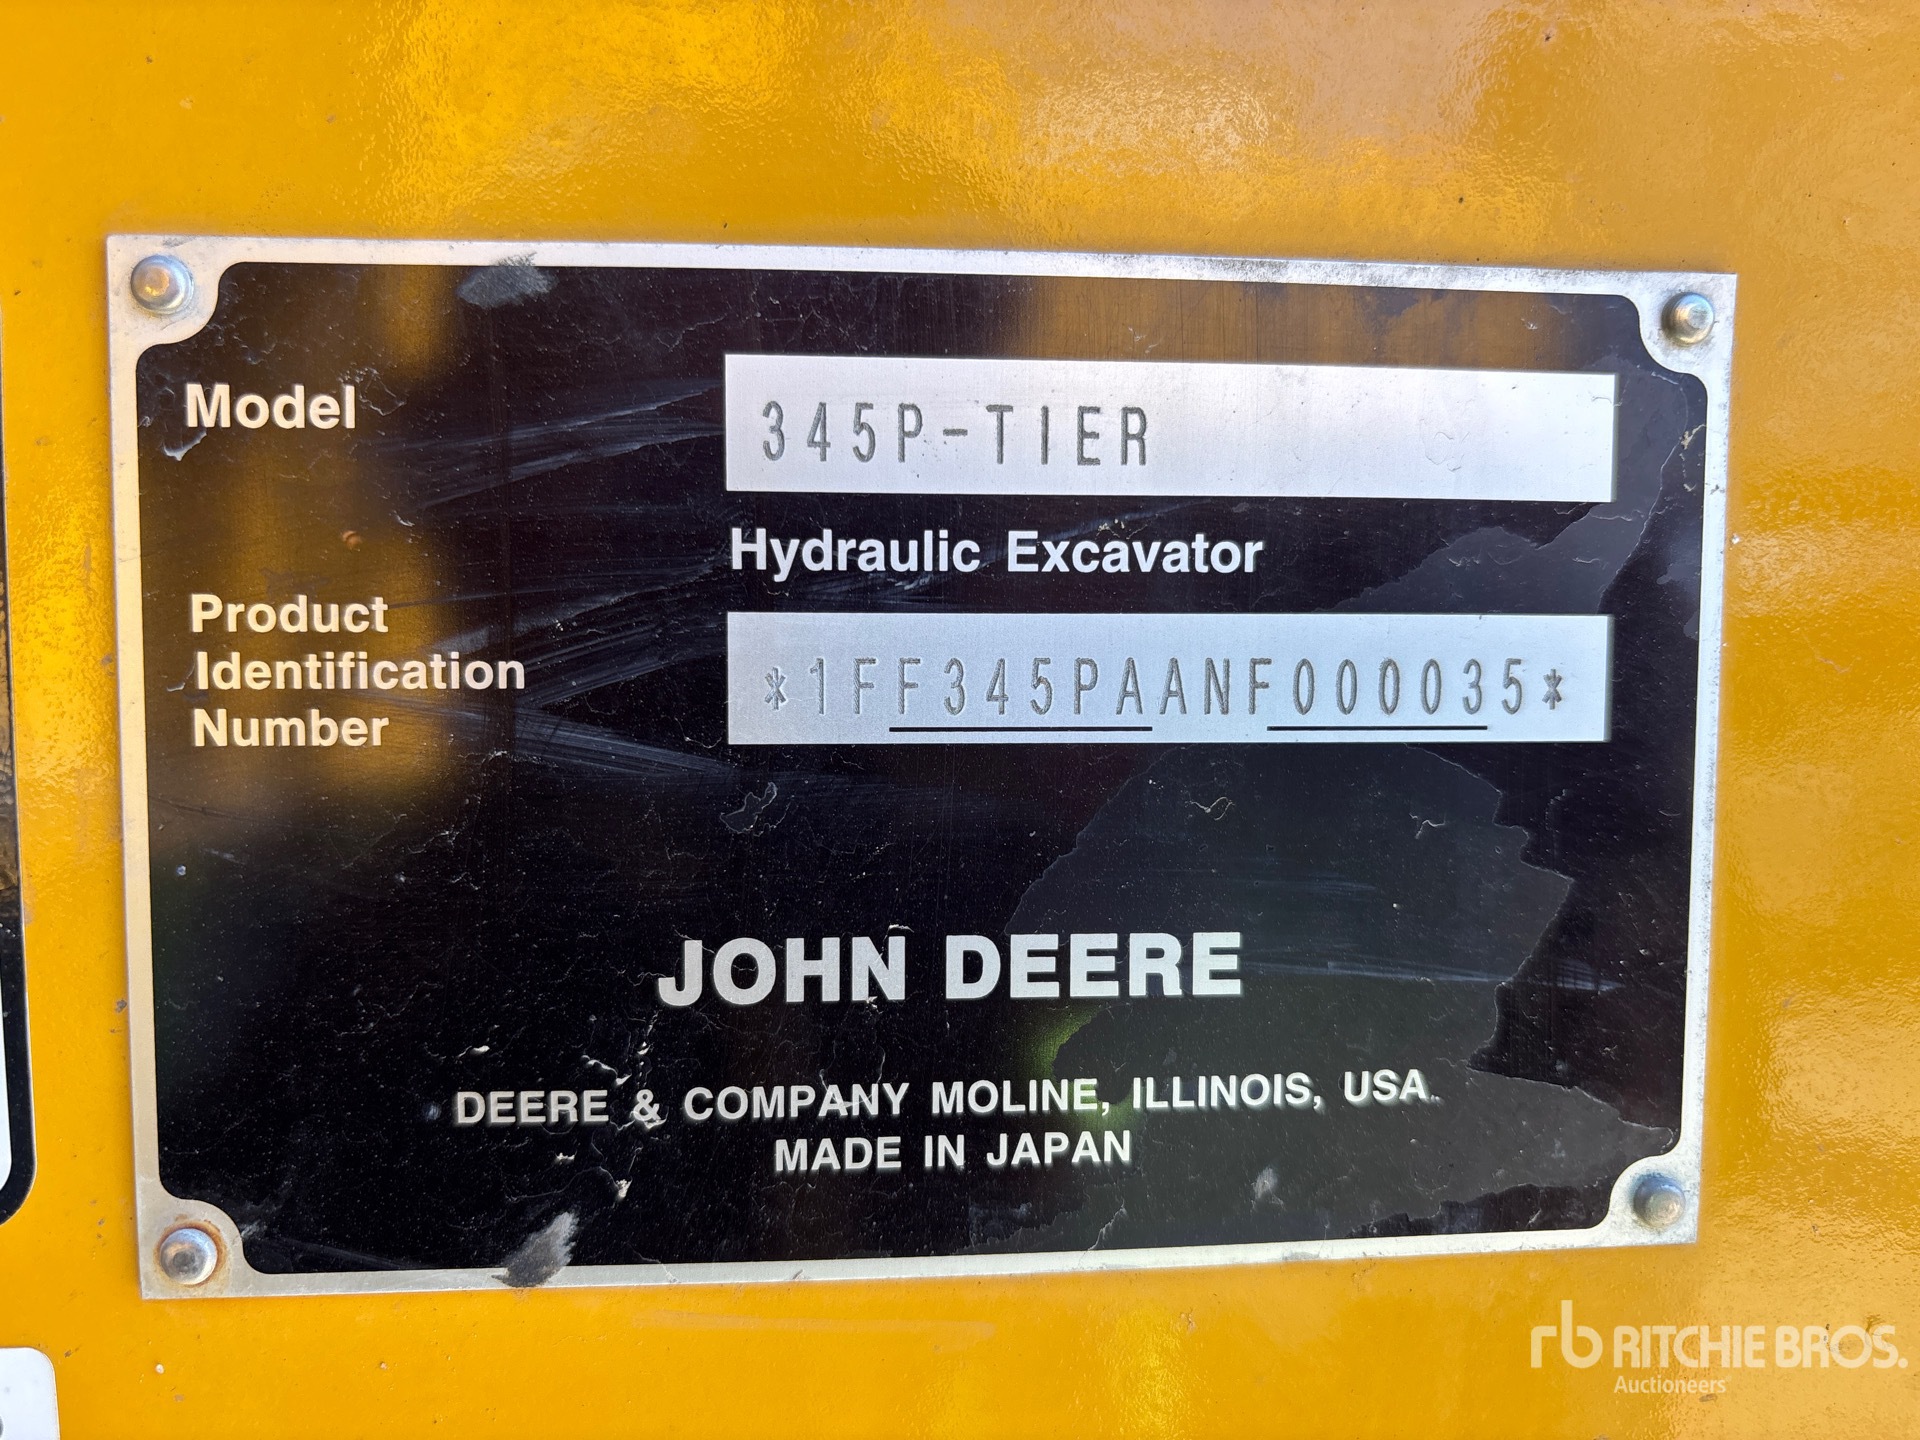 Model
345P-TIER
Hydraulic Excavator
Product
Identification
Number
*1FF345PAANF000035*
JOHN DEERE
DEERE & COMPANY MOLINE, ILLINOIS, USA
MADE IN JAPAN
rb RITCHIE BROS.
Auctioneers